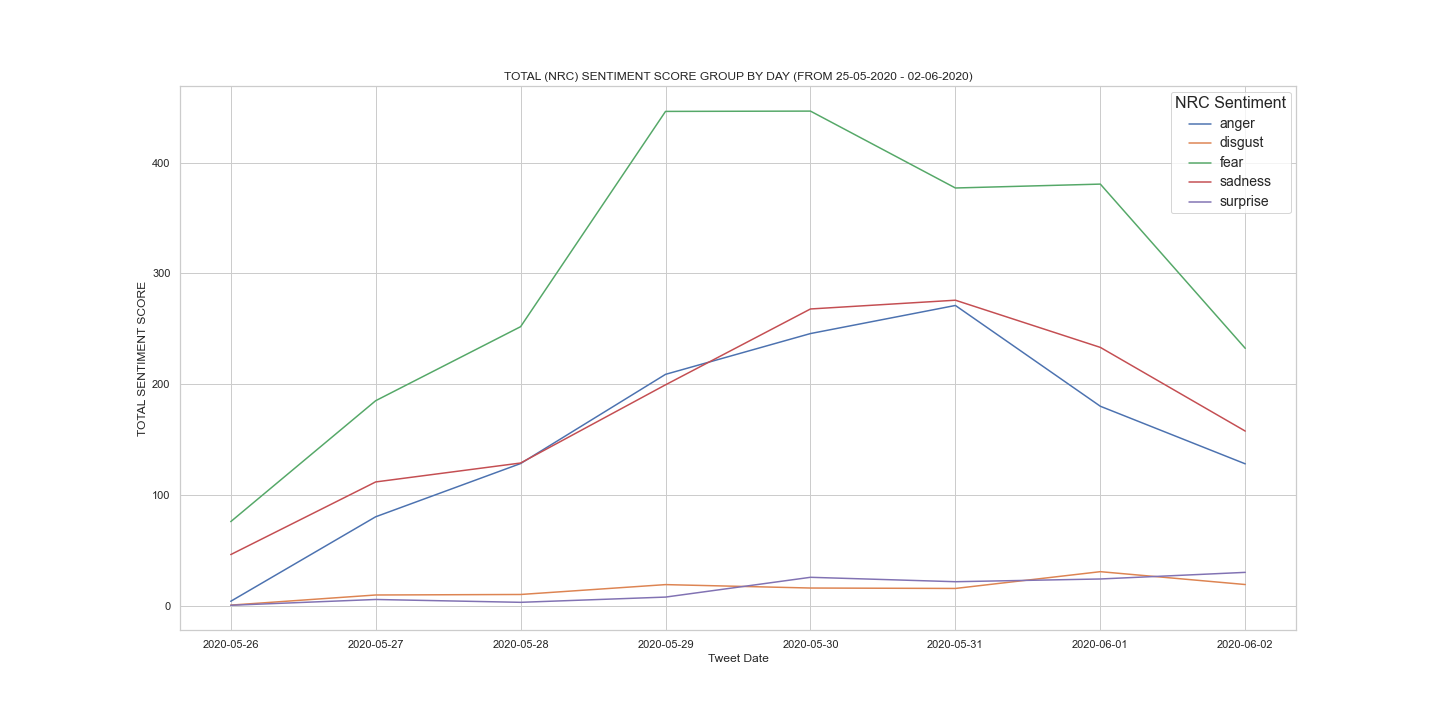 TOTAL (NRC) SENTIMENT SCORE GROUP BY DAY (FROM 25-05-2020 - 02-06-2020)
NRC Sentiment
anger
disgust
fear
sadness
surprise
TOTAL SENTIMENT SCORE
400
300
200
100
0
2020-05-26 2020-05-27 2020-05-28 2020-05-29 2020-05-30 2020-05-31 2020-06-01 2020-06-02
Tweet Date